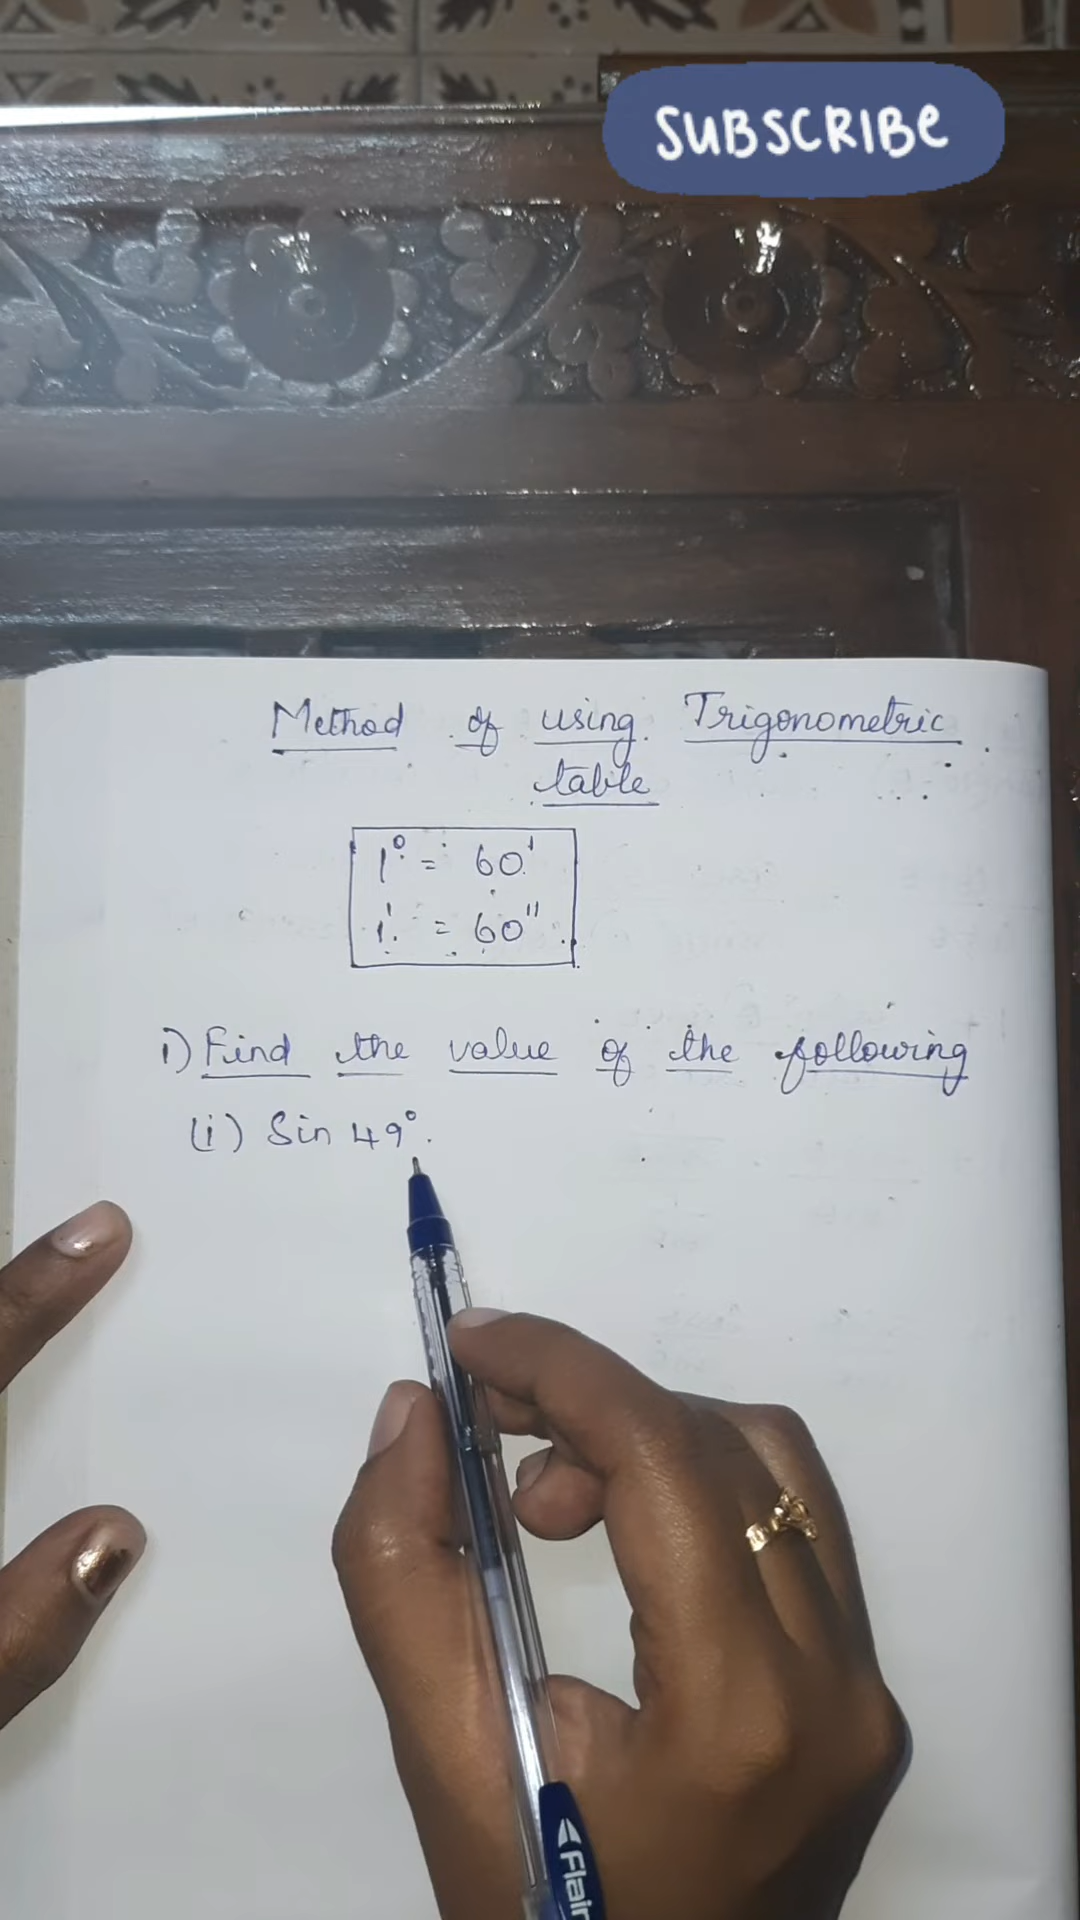 SUBSCRIBE
Method of using Trigonometric
table
1° = 60'
1' = 60"
1) Find the value of the following
(i) Sin 49°.
Flair